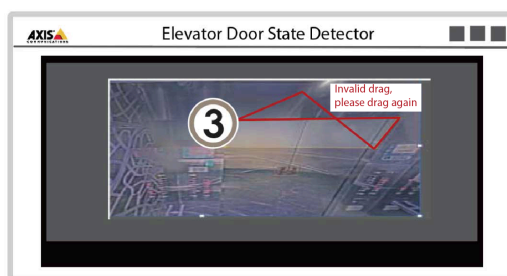 AXIS
COMMUNICATIONS
Elevator Door State Detector
Invalid drag,
please drag again
3